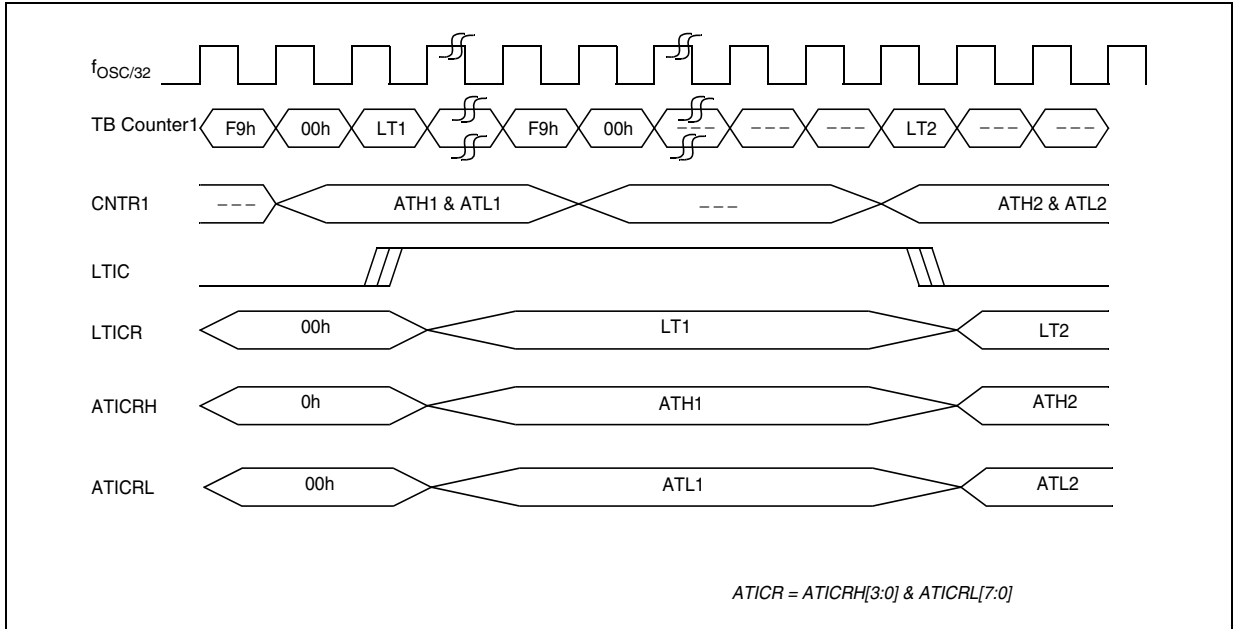 fOSC/32
TB Counter1 F9h 00h LT1 F9h 00h --- --- --- LT2 --- ---
CNTR1 --- ATH1 & ATL1 --- ATH2 & ATL2
LTIC
LTICR 00h LT1 LT2
ATICRH 0h ATH1 ATH2
ATICRL 00h ATL1 ATL2
ATICR = ATICRH[3:0] & ATICRL[7:0]